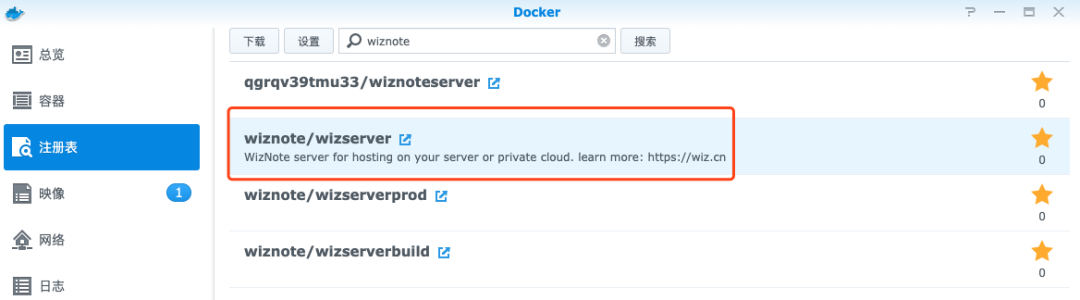 Docker
下载 设置 wiznote 搜索
总览
容器
注册表
映像 1
网络
日志
qgrqv39tmu33/wiznoteserver
0
wiznote/wizserver
WizNote server for hosting on your server or private cloud. learn more: https://wiz.cn
0
wiznote/wizserverprod
0
wiznote/wizserverbuild
0